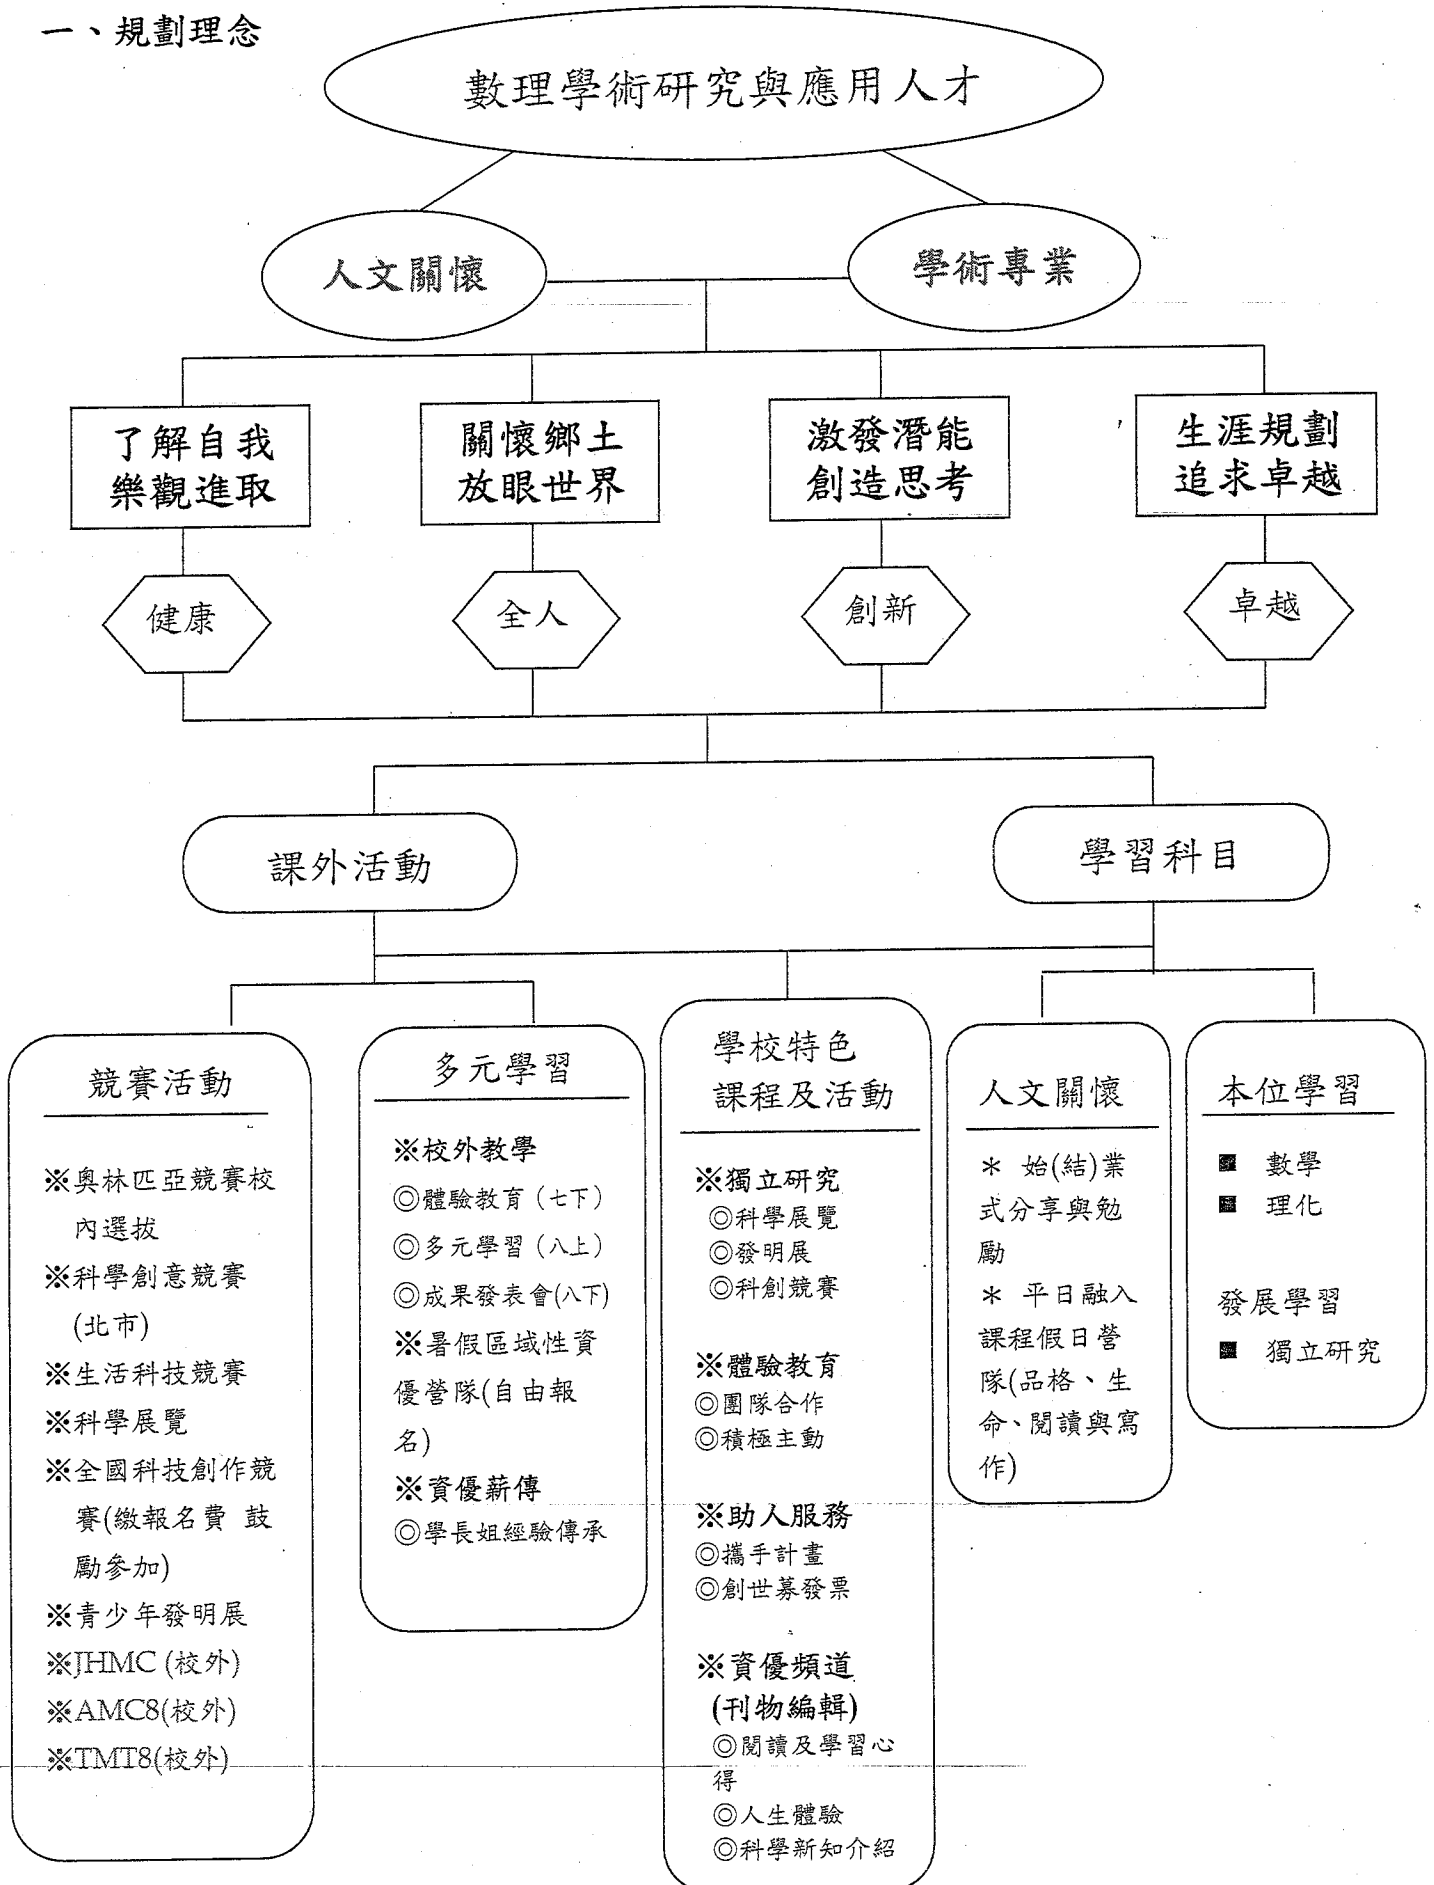 一、規劃理念
數理學術研究與應用人才
人文關懷
學術專業
了解自我
樂觀進取
關懷鄉土
放眼世界
激發潛能
創造思考
生涯規劃
追求卓越
健康
全人
創新
卓越
課外活動
學習科目
競賽活動
※奧林匹亞競賽校
內選拔
※科學創意競賽
(北市)
※生活科技競賽
※科學展覽
※全國科技創作競
賽(繳報名費 鼓
勵參加)
※青少年發明展
※JHMC (校外)
※AMC8(校外)
※TMT8(校外)
多元學習
※校外教學
◎體驗教育（七下）
◎多元學習（八上）
◎成果發表會(八下)
※暑假區域性資
優營隊(自由報
名)
※資優薪傳
◎學長姐經驗傳承
學校特色
課程及活動
※獨立研究
◎科學展覽
◎發明展
◎科創競賽
※體驗教育
◎團隊合作
◎積極主動
※助人服務
◎攜手計畫
◎創世募發票
※資優頻道
(刊物編輯)
◎閱讀及學習心
得
◎人生體驗
◎科學新知介紹
人文關懷
＊ 始(結)業
式分享與勉
勵
＊ 平日融入
課程假日營
隊(品格、生
命、閱讀與寫
作)
本位學習
■ 數學
■ 理化
發展學習
■ 獨立研究